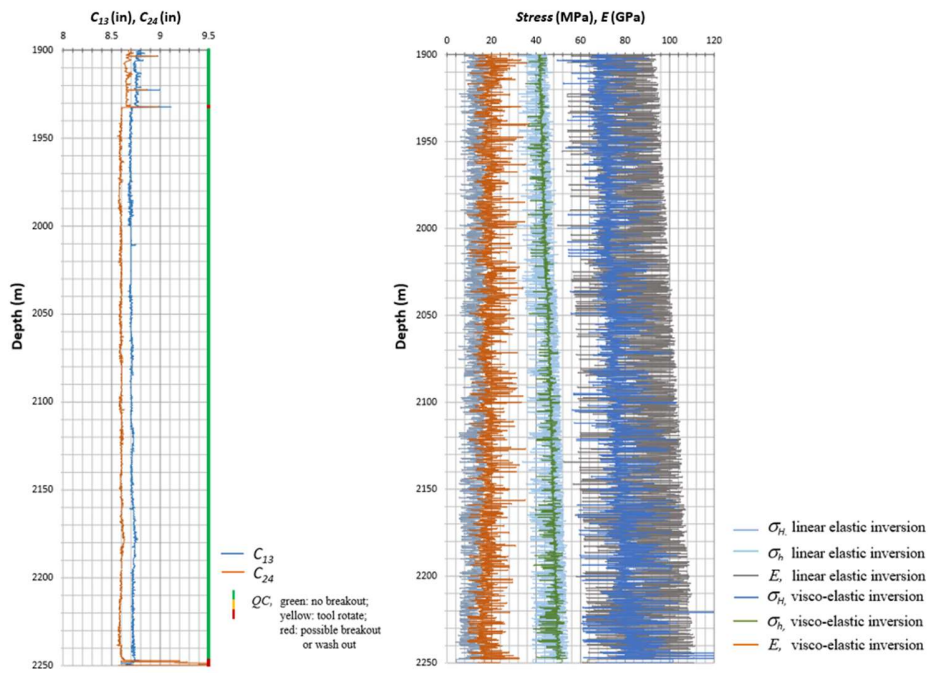 C13 (in), C24 (in)
8 8.5 9 9.5
Depth (m)
1900
1950
2000
2050
2100
2150
2200
2250
C13
C24
QC, green: no breakout;
yellow: tool rotate;
red: possible breakout
or wash out
Stress (MPa), E (GPa)
0 20 40 60 80 100 120
Depth (m)
1900
1950
2000
2050
2100
2150
2200
2250
σH, linear elastic inversion
σh linear elastic inversion
E, linear elastic inversion
σH, visco-elastic inversion
σh, visco-elastic inversion
E, visco-elastic inversion